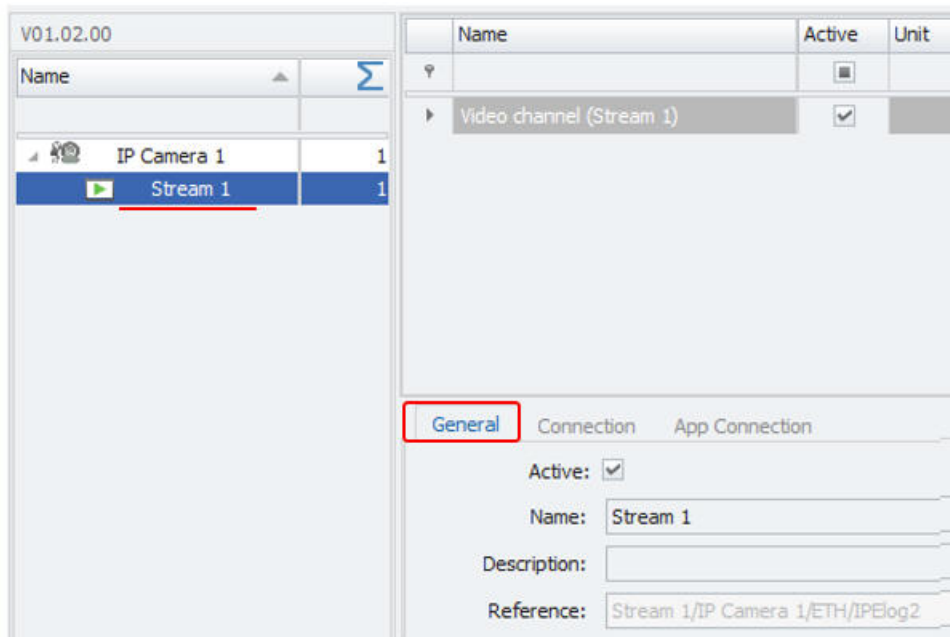 V01.02.00
Name Σ
IP Camera 1 1
Stream 1 1
Name Active Unit
Video channel (Stream 1)
General Connection App Connection
Active:
Name: Stream 1
Description:
Reference: Stream 1/IP Camera 1/ETH/IPElog2